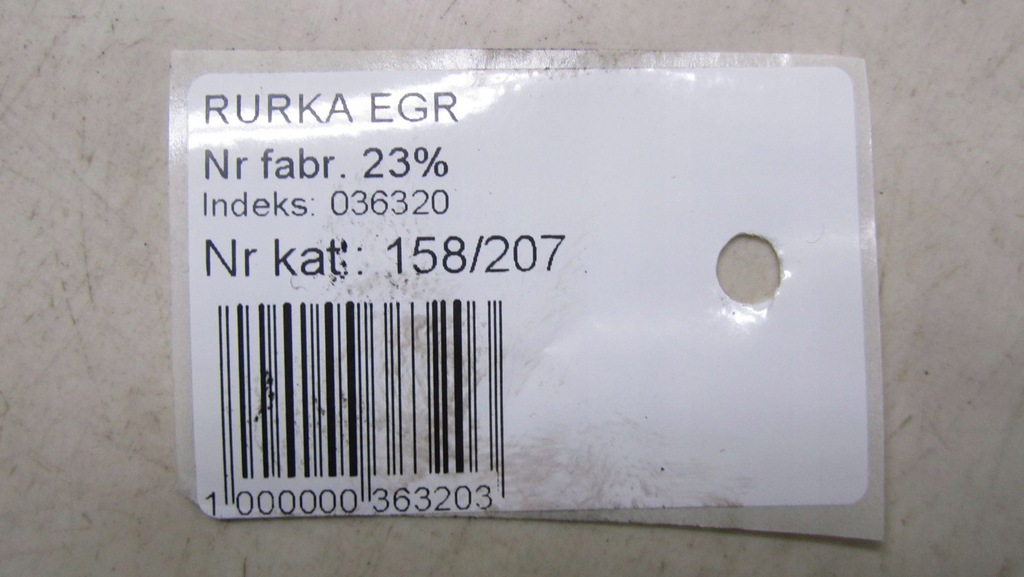 RURKA EGR
Nr fabr. 23%
Indeks: 036320
Nr kat.: 158/207
1 000000 363203